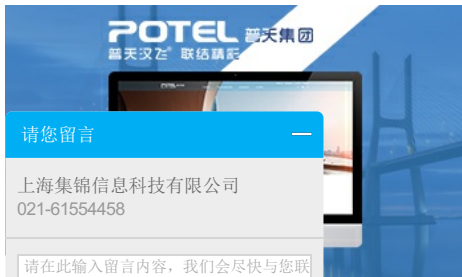 POTEL 普天集团
普天汉飞® 联结精彩
请您留言
上海集锦信息科技有限公司
021-61554458
请在此输入留言内容，我们会尽快与您联